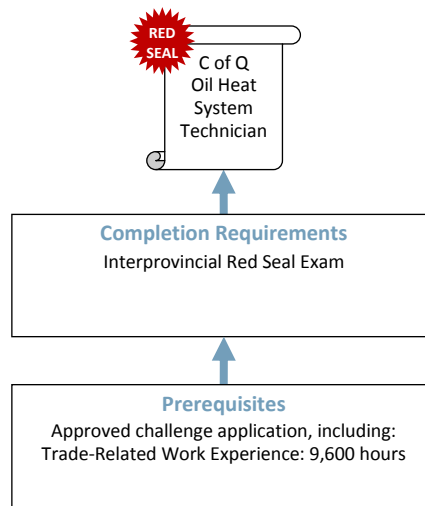 RED
SEAL
C of Q
Oil Heat
System
Technician
Completion Requirements
Interprovincial Red Seal Exam
Prerequisites
Approved challenge application, including:
Trade-Related Work Experience: 9,600 hours